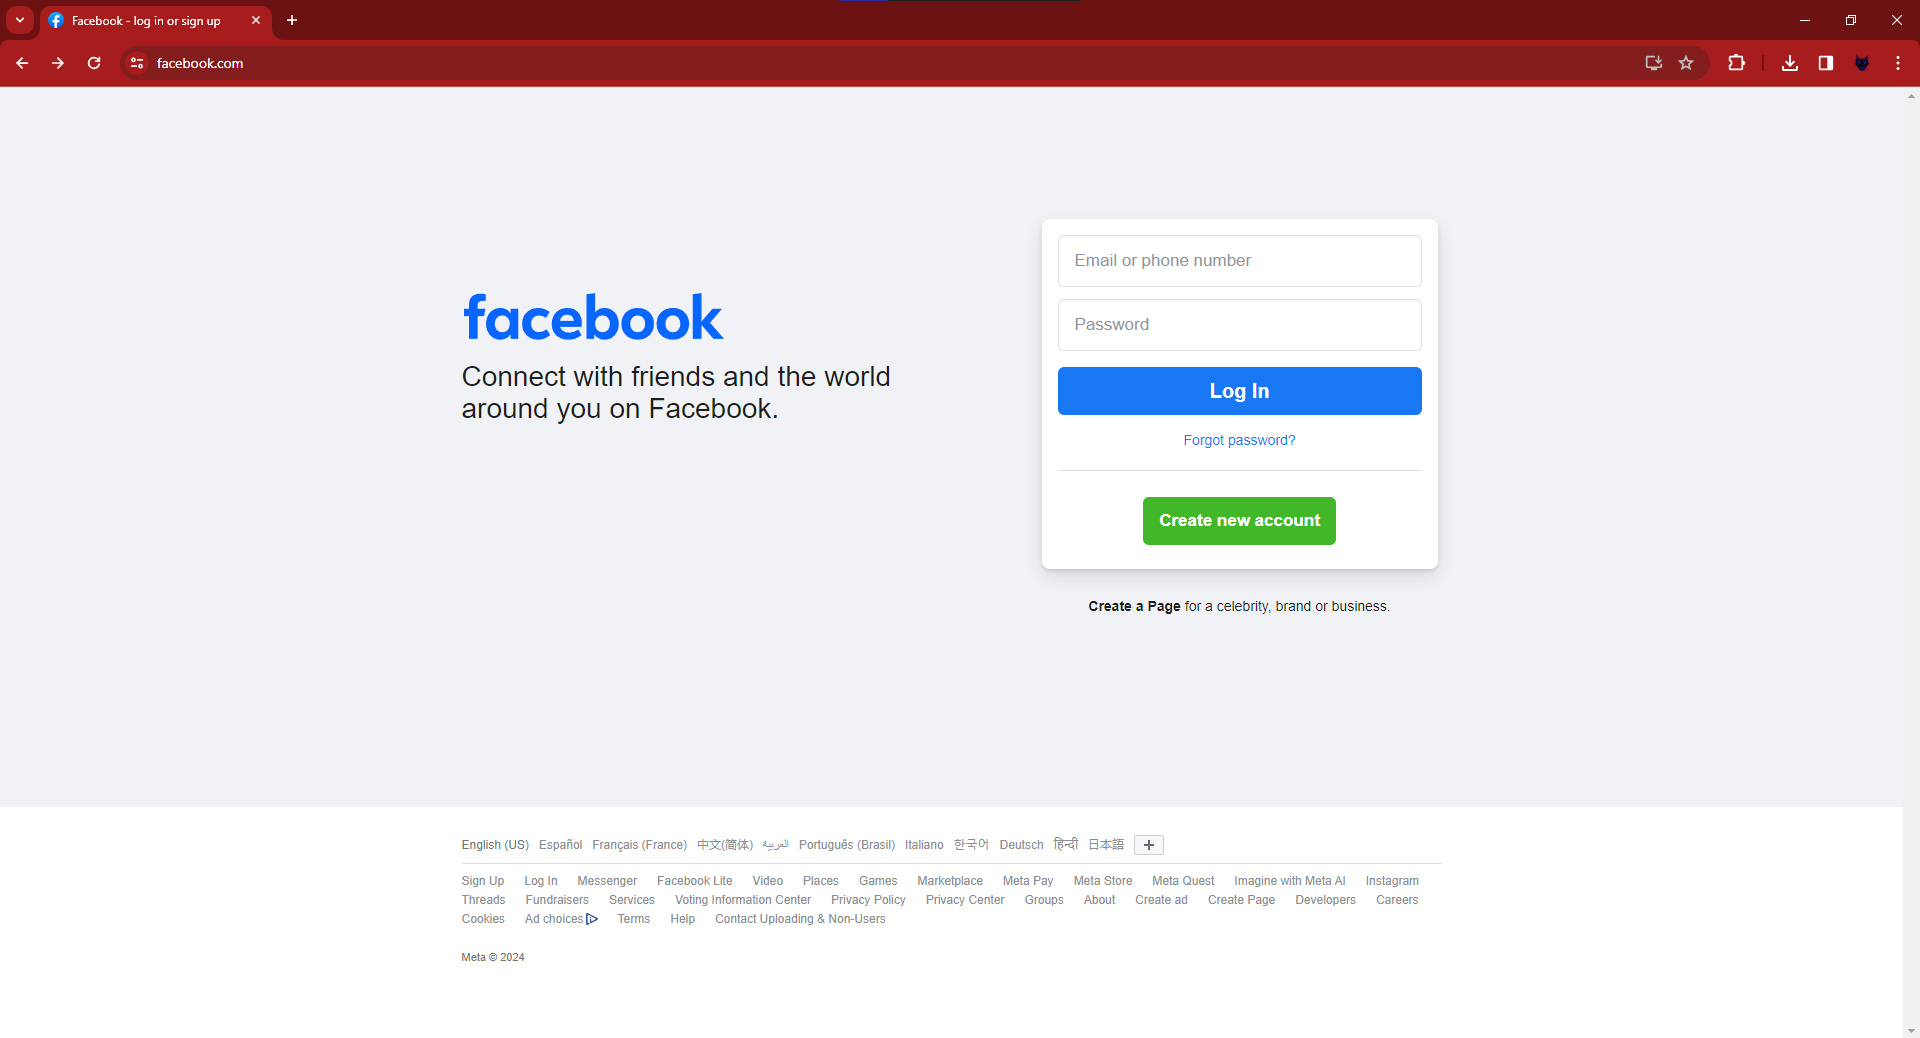 Facebook - log in or sign up
facebook.com
facebook
Connect with friends and the world
around you on Facebook.
Email or phone number
Password
Log In
Forgot password?
Create new account
Create a Page for a celebrity, brand or business.
English (US) Español Français (France) 中文(简体) العربية Português (Brasil) Italiano 한국어 Deutsch हिन्दी 日本語
Sign Up Log In Messenger Facebook Lite Video Places Games Marketplace Meta Pay Meta Store Meta Quest Imagine with Meta AI Instagram
Threads Fundraisers Services Voting Information Center Privacy Policy Privacy Center Groups About Create ad Create Page Developers Careers
Cookies Ad choices Terms Help Contact Uploading & Non-Users
Meta © 2024